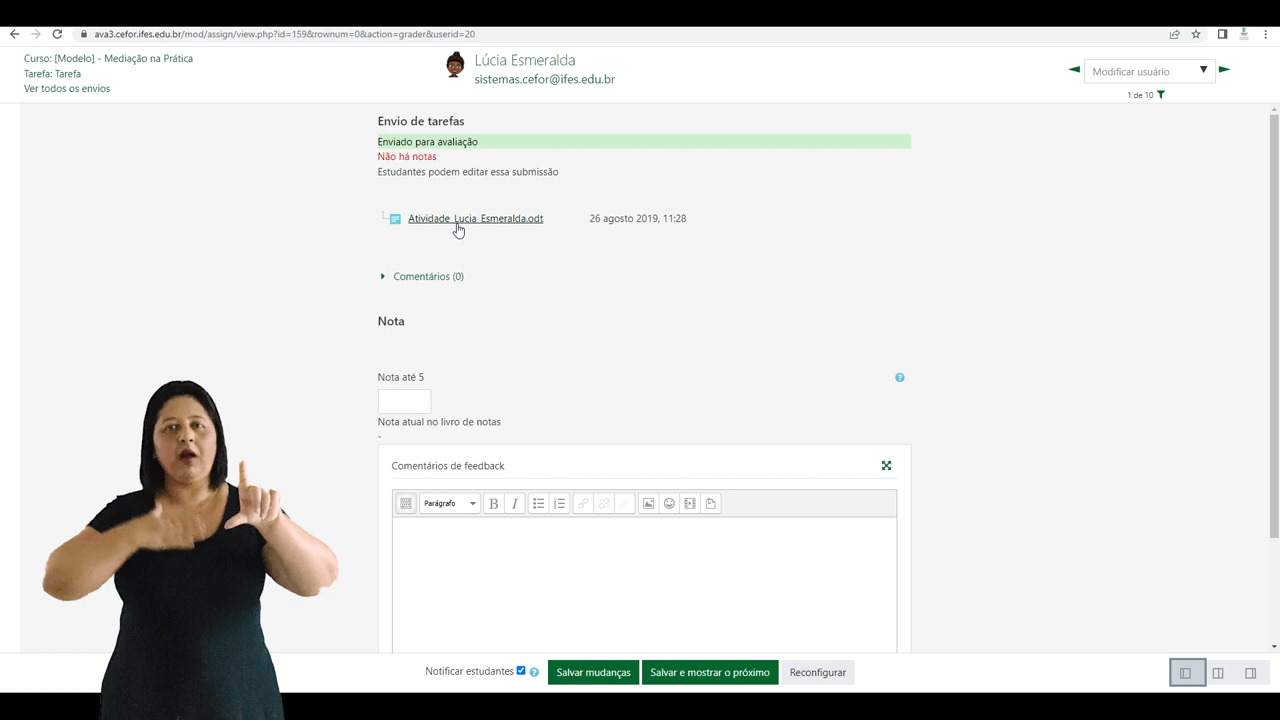 ava3.cefor.ifes.edu.br/mod/assign/view.php?id=159&rownum=0&action=grader&userid=20
Curso: [Modelo] - Mediação na Prática
Tarefa: Tarefa
Ver todos os envios
Lúcia Esmeralda
sistemas.cefor@ifes.edu.br
Modificar usuário
1 de 10
Envio de tarefas
Enviado para avaliação
Não há notas
Estudantes podem editar essa submissão
Atividade_Lucia_Esmeralda.odt 26 agosto 2019, 11:28
Comentários (0)
Nota
Nota até 5
Nota atual no livro de notas
-
Comentários de feedback
Parágrafo B I
Notificar estudantes Salvar mudanças Salvar e mostrar o próximo Reconfigurar